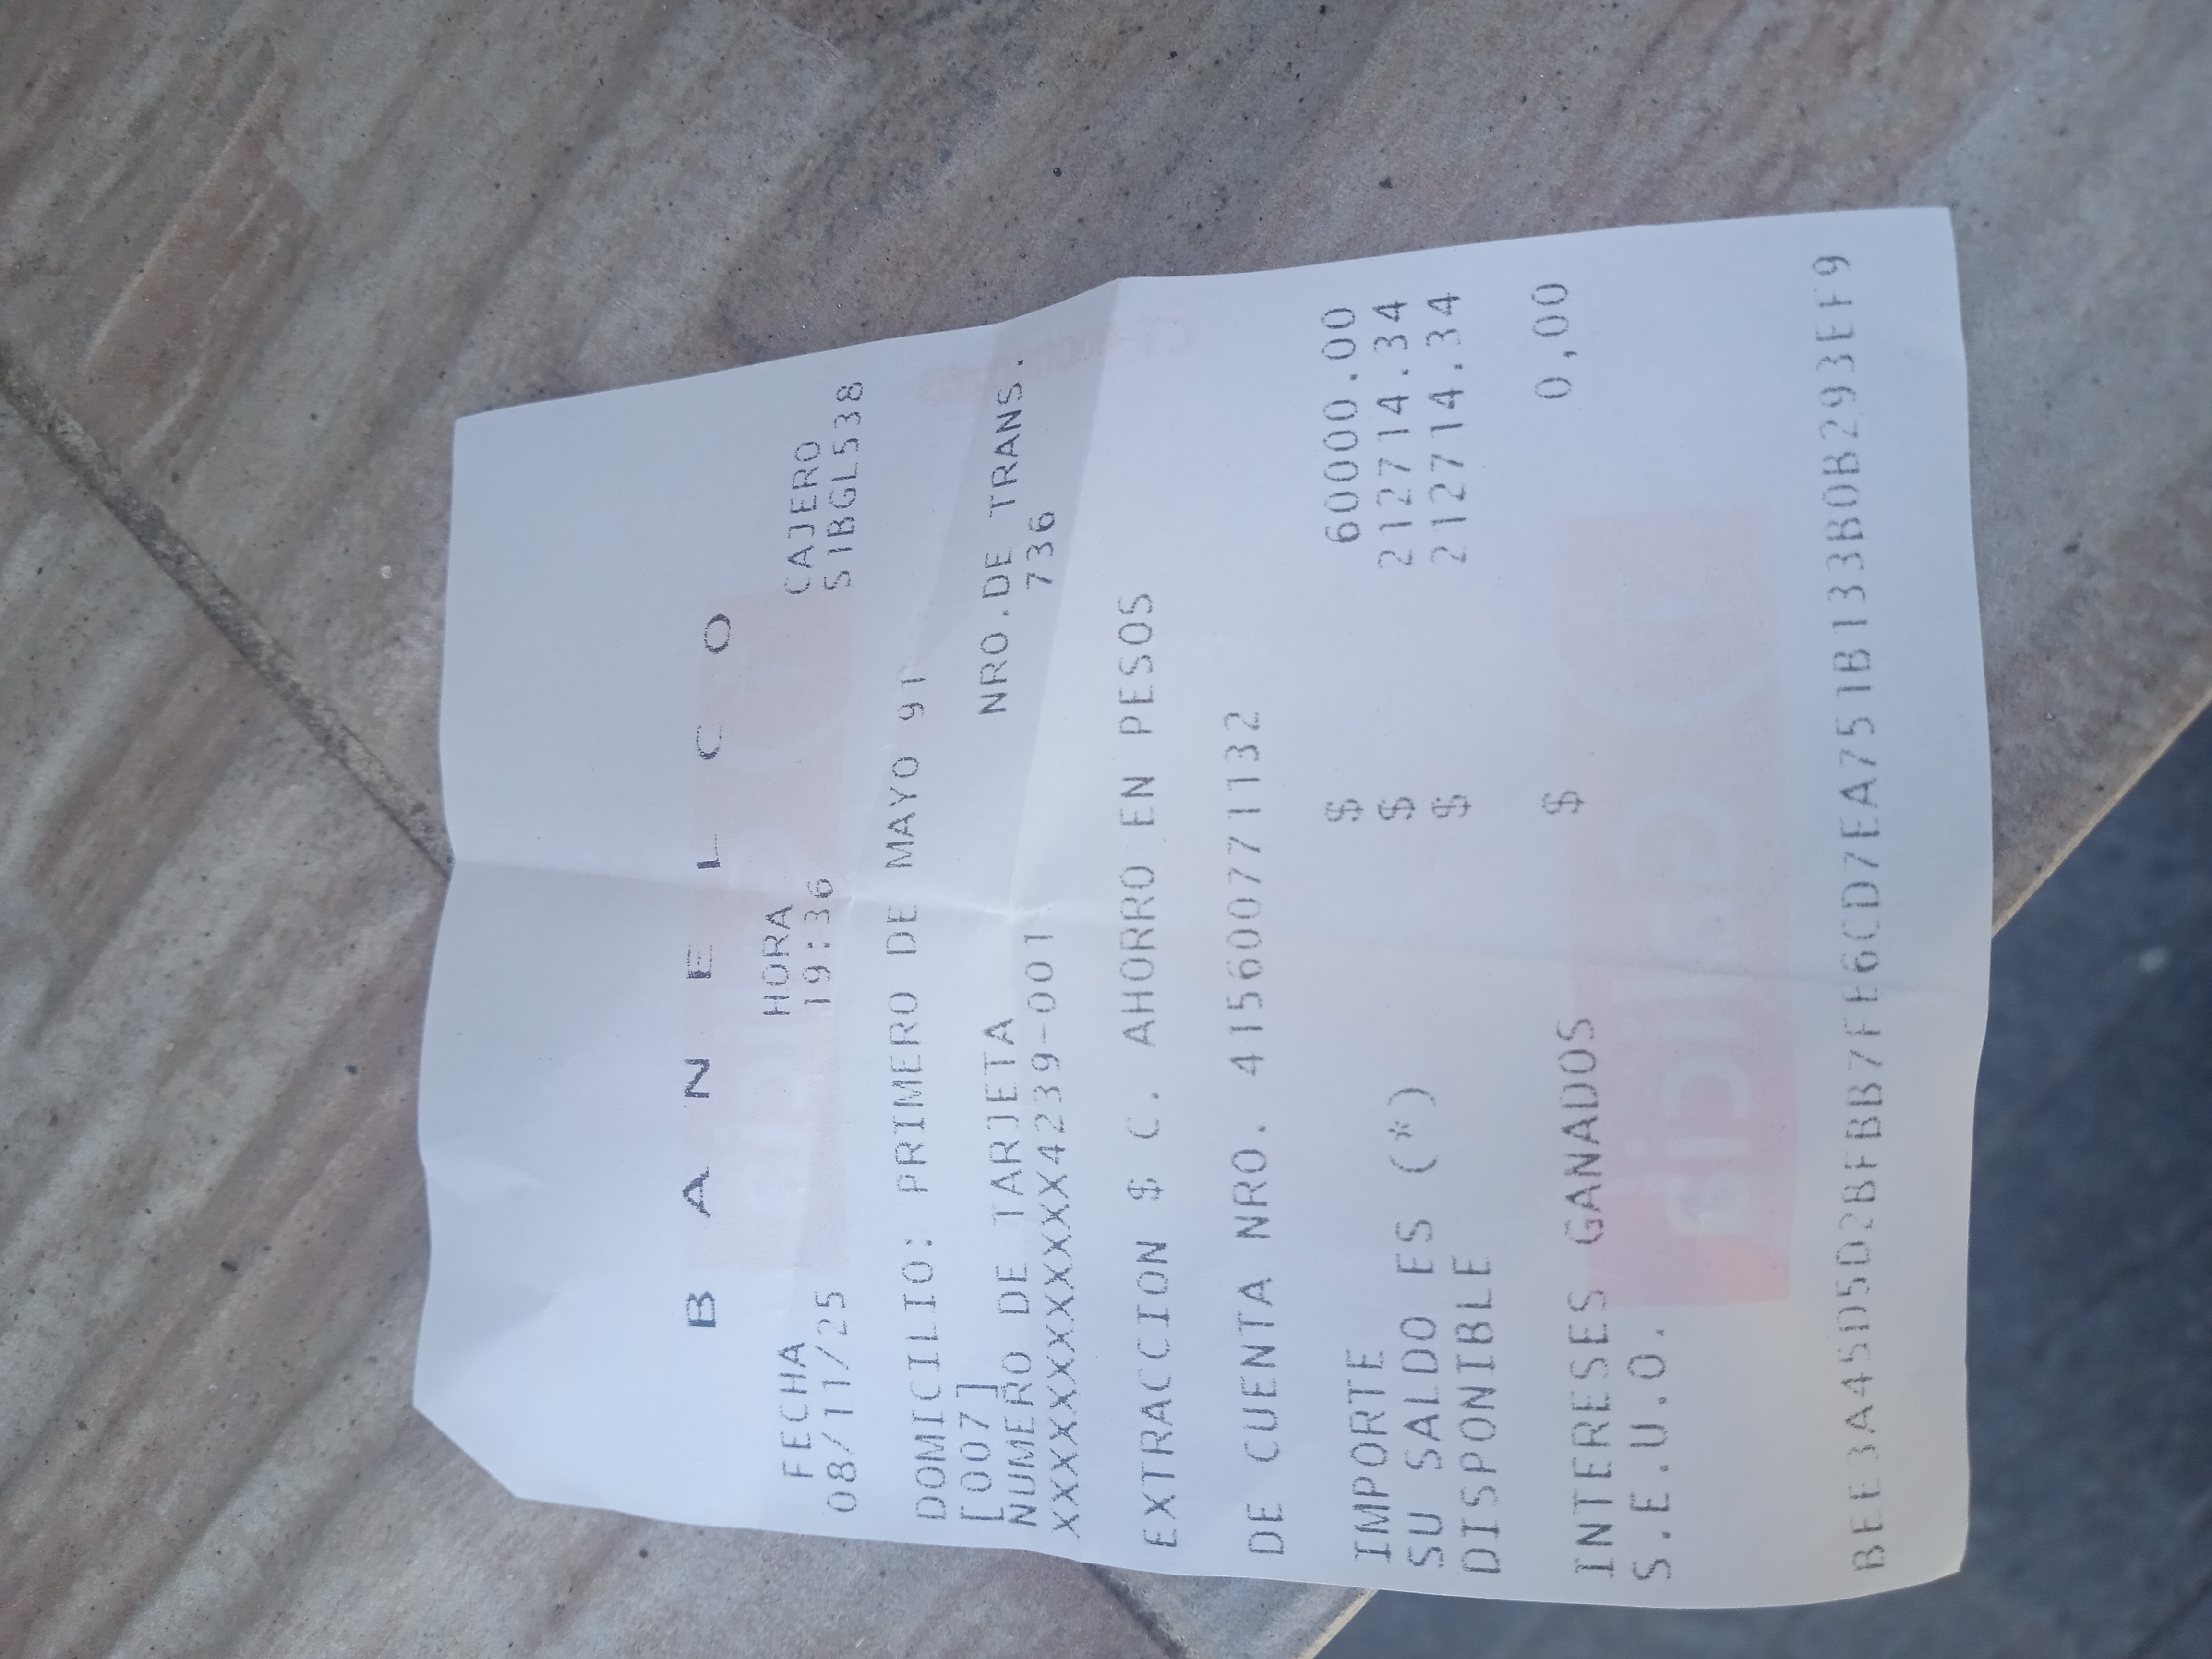 B A N E L C O
FECHA HORA CAJERO
08/11/25 19:36 S1BGL538
DOMICILIO: PRIMERO DE MAYO 91
[007]
NUMERO DE TARJETA NRO.DE TRANS.
XXXXXXXXXXXXX4239-001 736
EXTRACCION $ C. AHORRO EN PESOS
DE CUENTA NRO. 4156007771132
IMPORTE $ 60000.00
SU SALDO ES (*) $ 212714.34
DISPONIBLE $ 212714.34
INTERESES GANADOS $ 0,00
S.E.U.O.
BEE3A45D5D2BFBB7FE6CD7EA751B133B0B293EF9